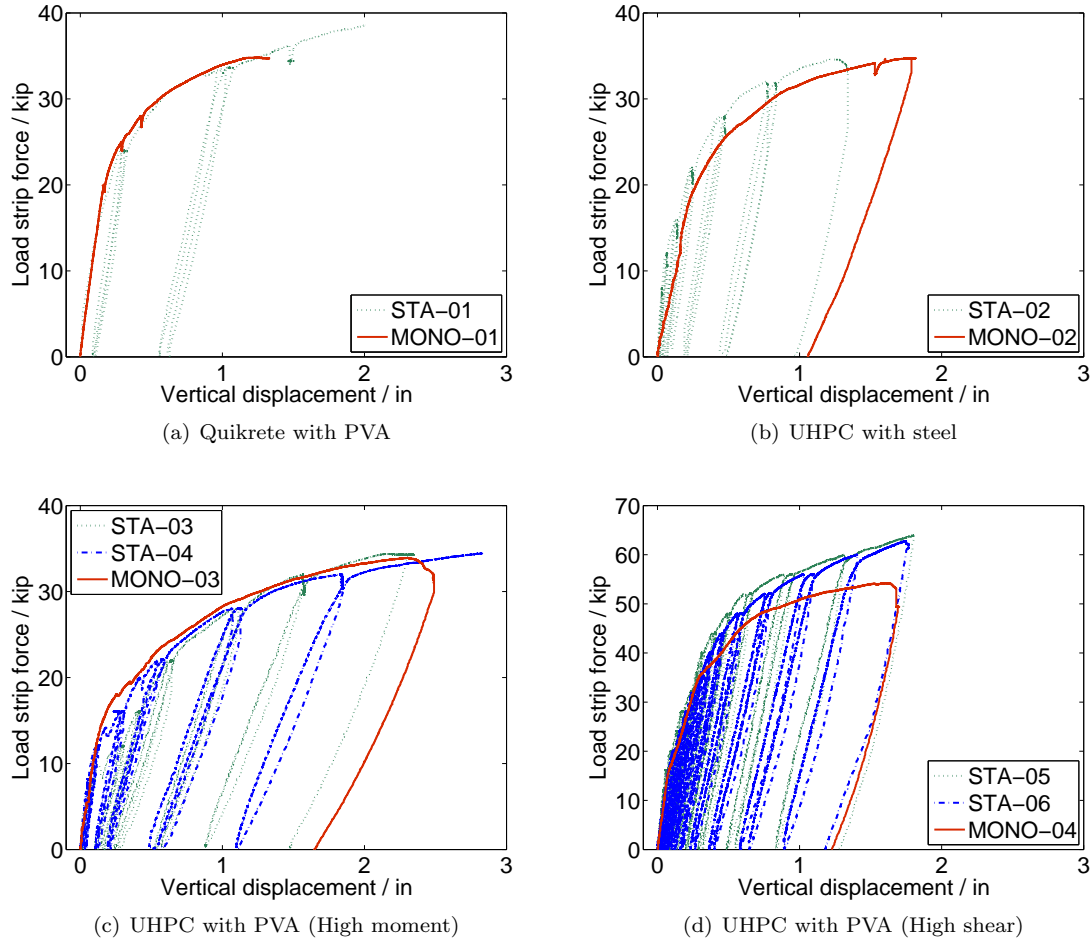 40
30
20
10
0
Load strip force / kip
STA-01
MONO-01
0 1 2 3
Vertical displacement / in
(a) Quikrete with PVA
40
30
20
10
0
Load strip force / kip
STA-02
MONO-02
0 1 2 3
Vertical displacement / in
(b) UHPC with steel
40
30
20
10
0
Load strip force / kip
STA-03
STA-04
MONO-03
0 1 2 3
Vertical displacement / in
(c) UHPC with PVA (High moment)
70
60
50
40
30
20
10
0
Load strip force / kip
STA-05
STA-06
MONO-04
0 1 2 3
Vertical displacement / in
(d) UHPC with PVA (High shear)